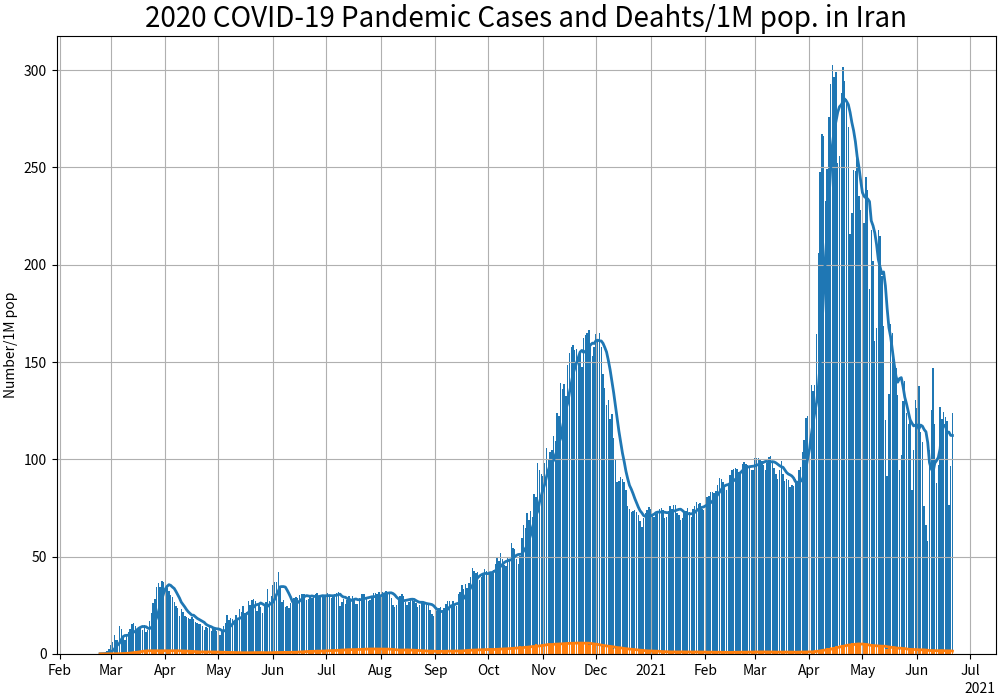 2020 COVID-19 Pandemic Cases and Deahts/1M pop. in Iran
Number/1M pop
300
250
200
150
100
50
0
Feb Mar Apr May Jun Jul Aug Sep Oct Nov Dec 2021 Feb Mar Apr May Jun Jul
2021